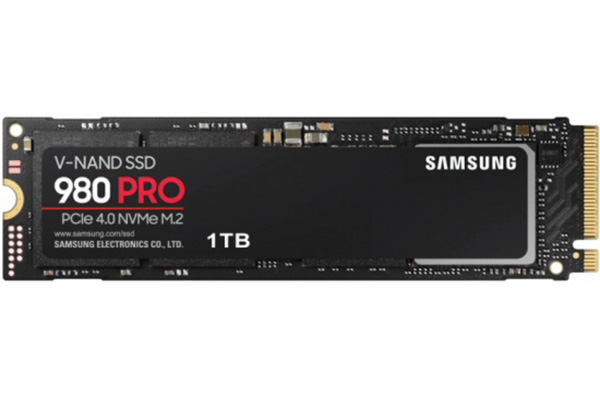 V-NAND SSD
980 PRO
PCIe 4.0 NVMe M.2
www.samsung.com/ssd
SAMSUNG ELECTRONICS CO., LTD.
1TB
SAMSUNG